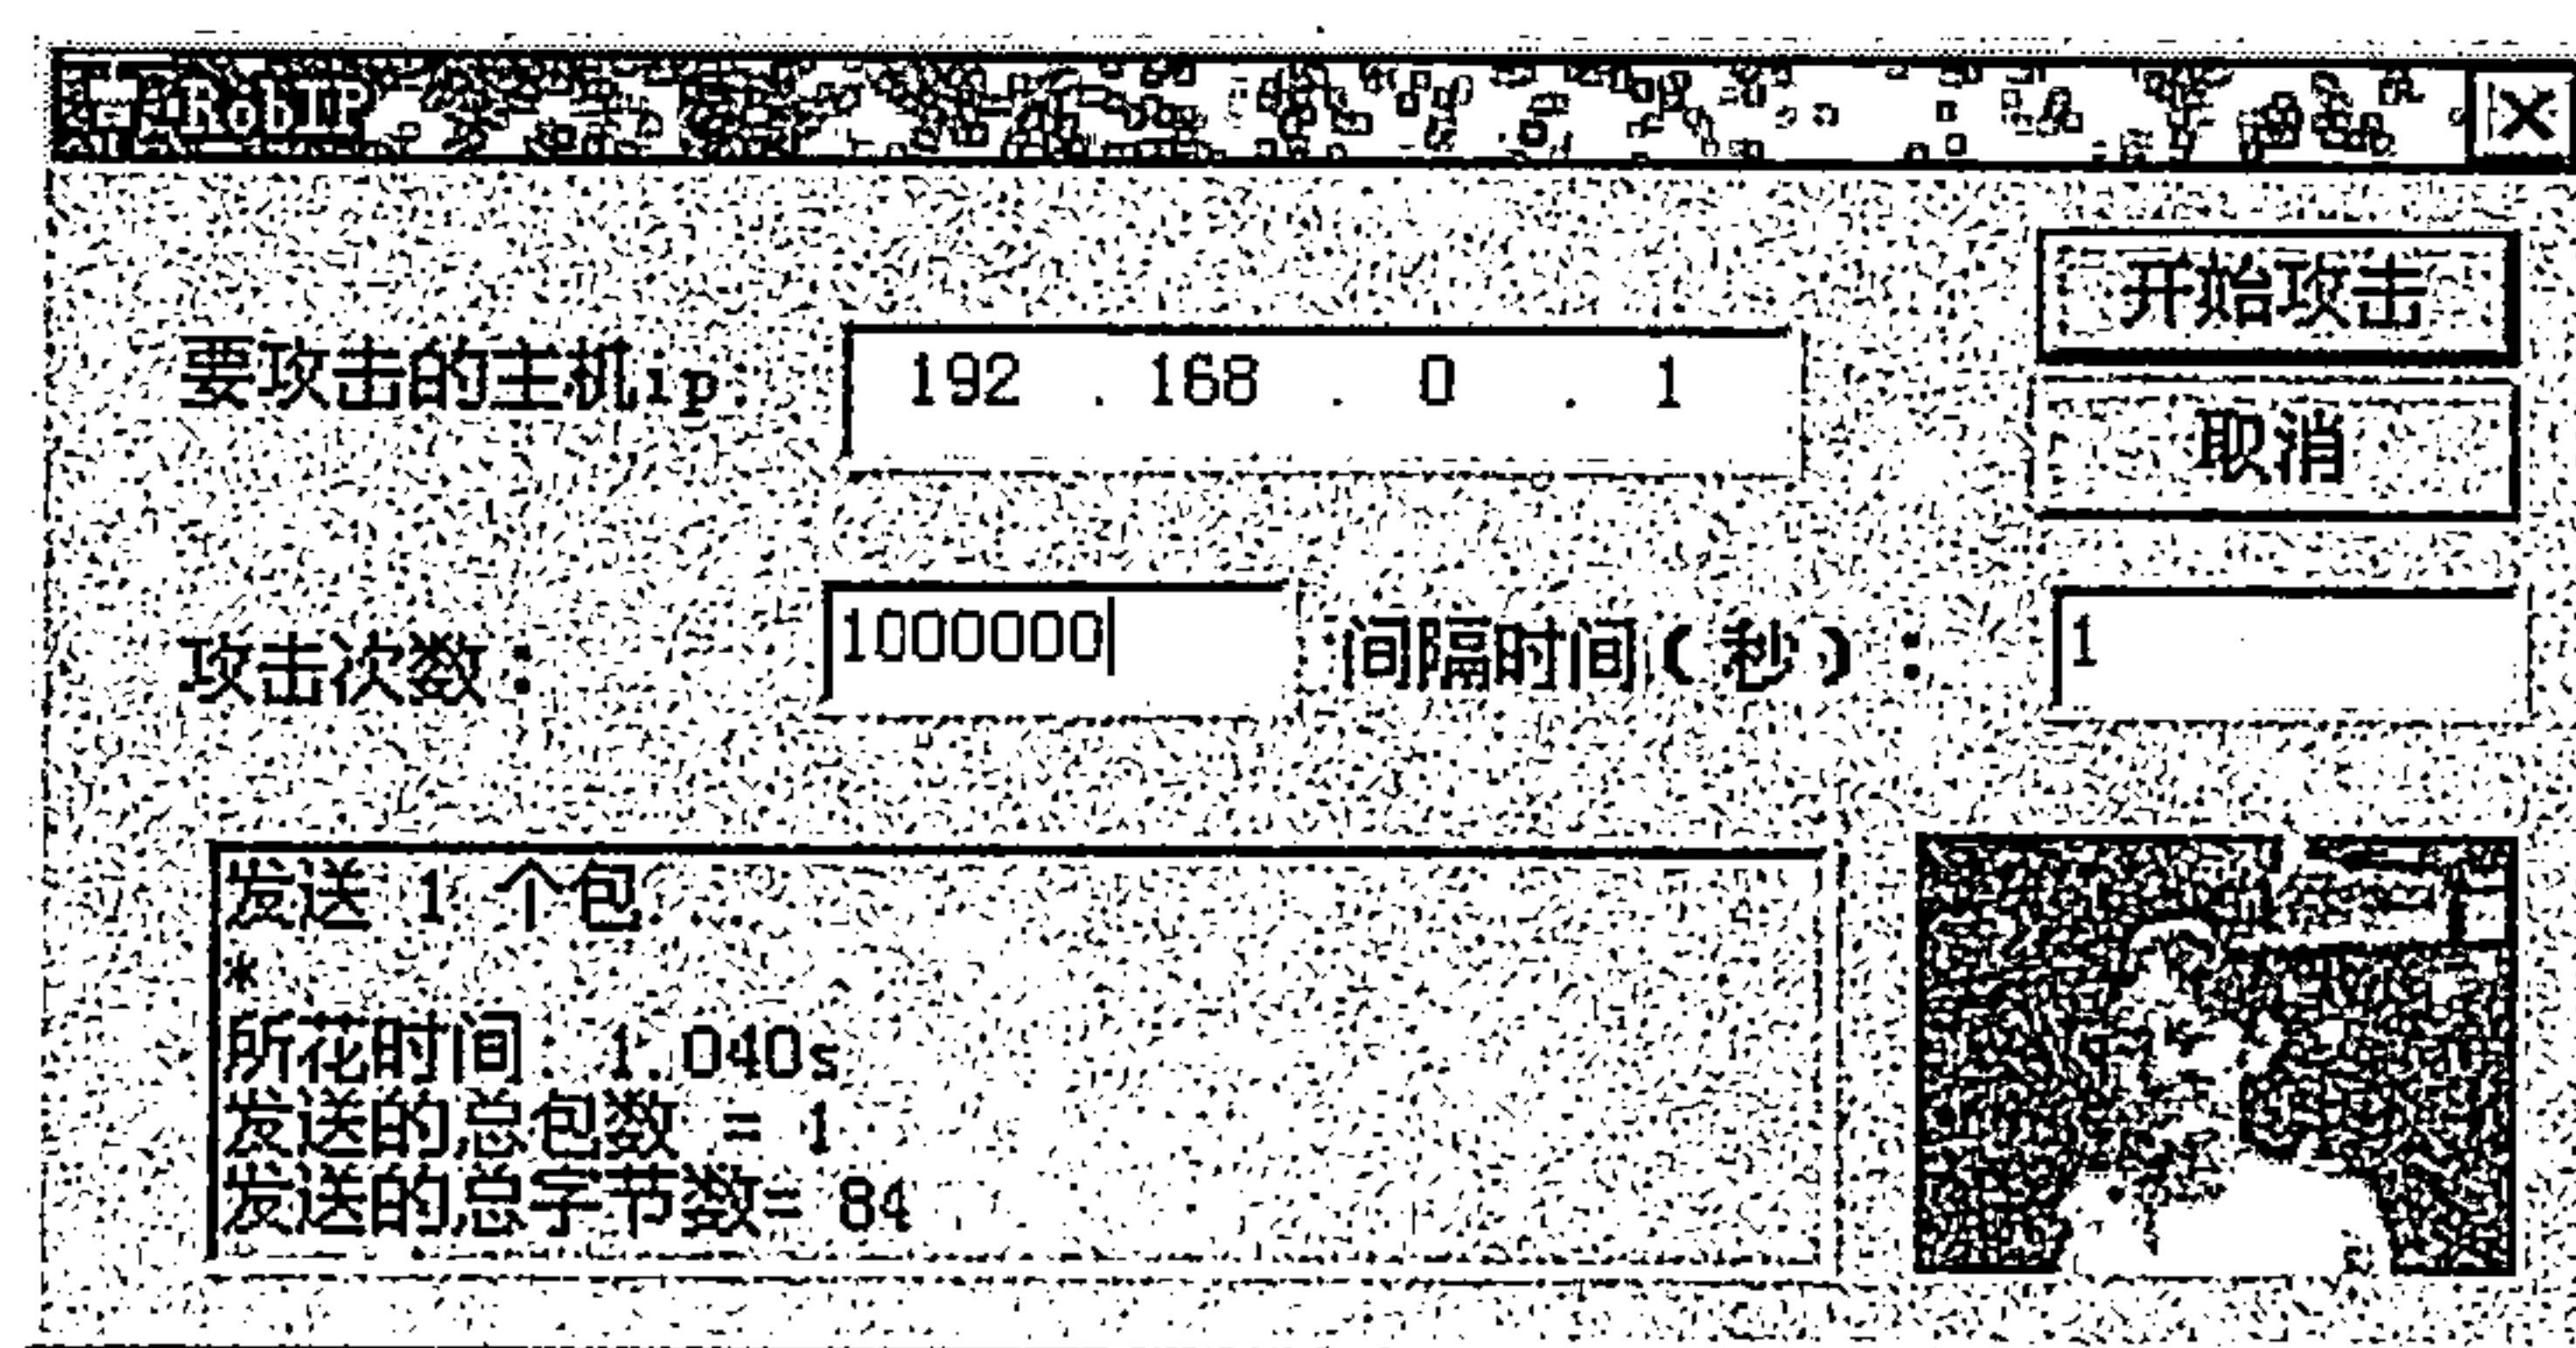 RobIP
开始攻击
要攻击的主机ip: 192 . 168 . 0 . 1
取消
攻击次数: 1000000 间隔时间(秒): 1
发送 1 个包...
*
所花时间: 1.040s
发送的总包数 = 1
发送的总字节数= 84